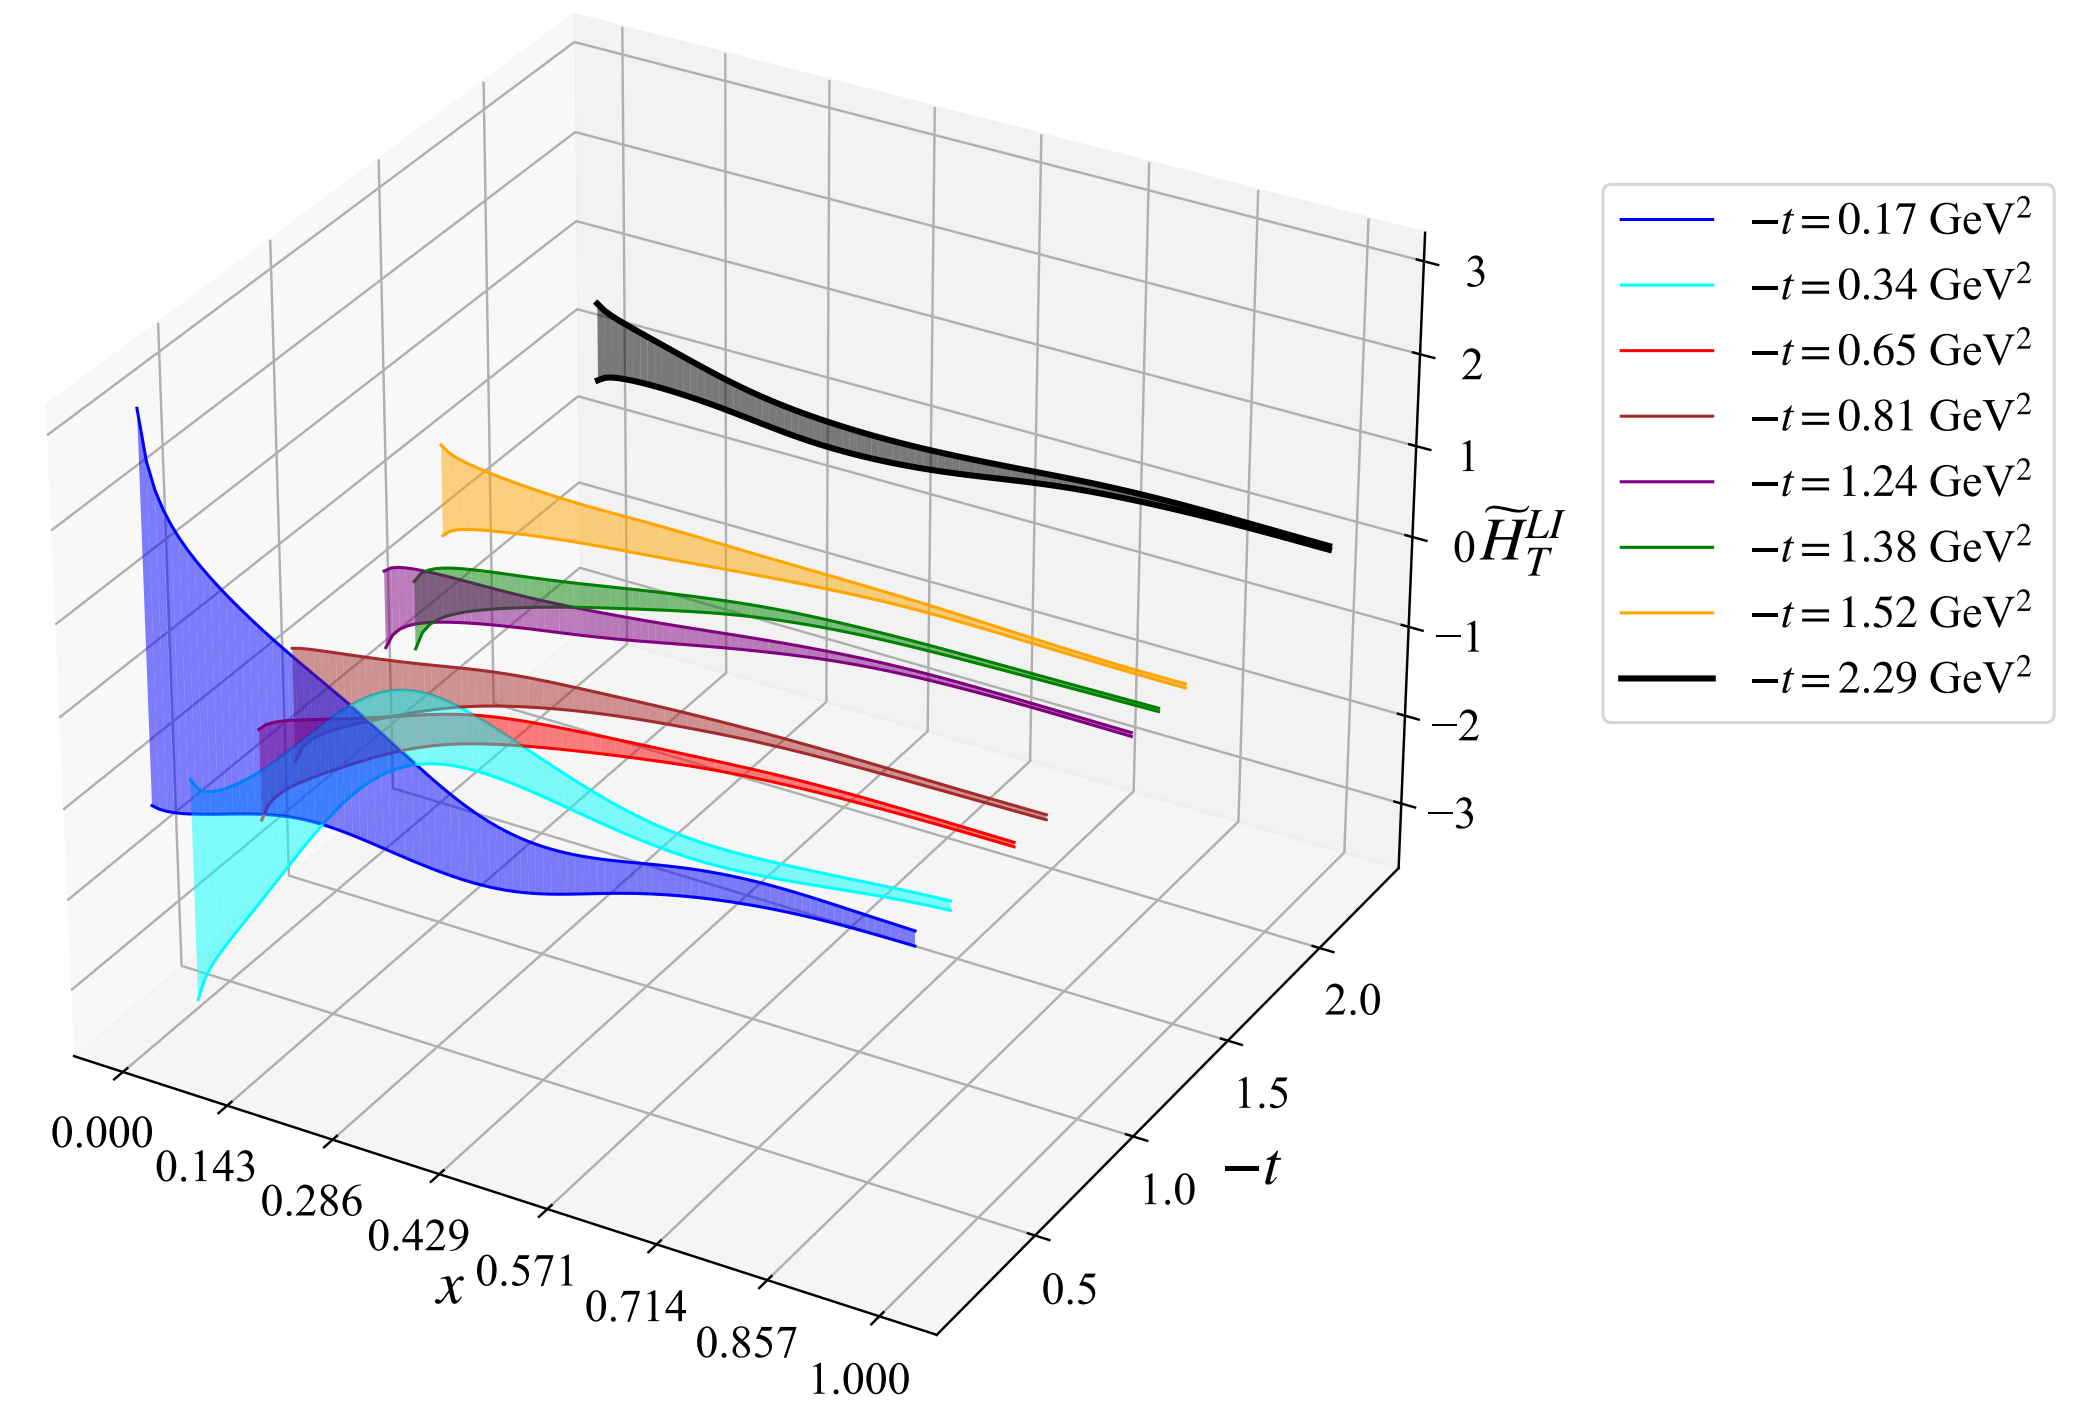 3
2
1
0
−1
−2
−3
$\widetilde{H}_T^{LI}$
−t = 0.17 GeV²
−t = 0.34 GeV²
−t = 0.65 GeV²
−t = 0.81 GeV²
−t = 1.24 GeV²
−t = 1.38 GeV²
−t = 1.52 GeV²
−t = 2.29 GeV²
2.0
1.5
1.0
0.5
−t
0.000
0.143
0.286
0.429
0.571
0.714
0.857
1.000
x